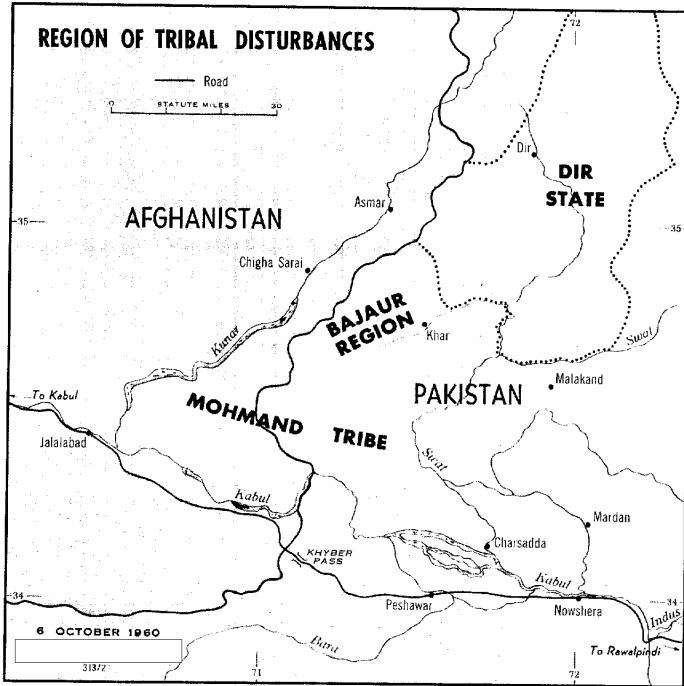 72
REGION OF TRIBAL DISTURBANCES
Road
STATUTE MILES
0 30
Dir
DIR
STATE
Asmar
AFGHANISTAN
35
35
Chigha Sarai
BAJAUR
REGION
Kunar
Khar
Swat
To Kabul
PAKISTAN
Malakand
MOHMAND TRIBE
Jalalabad
Swat
Kabul
Mardan
Charsadda
KHYBER
PASS
Kabul
34
34
Peshawar
Nowshera
Indus
6 OCTOBER 1960
Bara
To Rawalpindi
31372
71
72